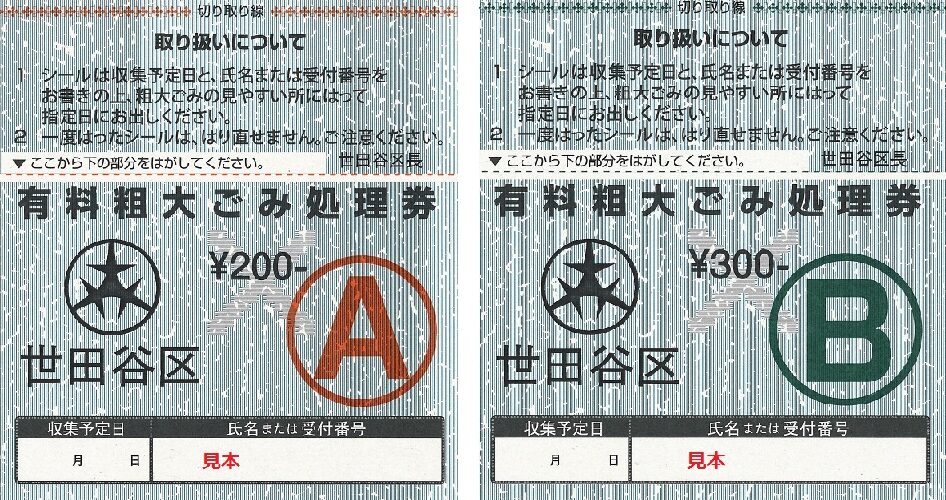 切り取り線
取り扱いについて
1 シールは収集予定日と、氏名または受付番号を
お書きの上、粗大ごみの見やすい所にはって
指定日にお出しください。
2 一度はったシールは、はり直せません。ご注意ください。
▼ここから下の部分をはがしてください。 世田谷区長
有料粗大ごみ処理券
¥200-
A
世田谷区
収集予定日 氏名または受付番号
月 日 見本
切り取り線
取り扱いについて
1 シールは収集予定日と、氏名または受付番号を
お書きの上、粗大ごみの見やすい所にはって
指定日にお出しください。
2 一度はったシールは、はり直せません。ご注意ください。
▼ここから下の部分をはがしてください。 世田谷区長
有料粗大ごみ処理券
¥300-
B
世田谷区
収集予定日 氏名または受付番号
月 日 見本